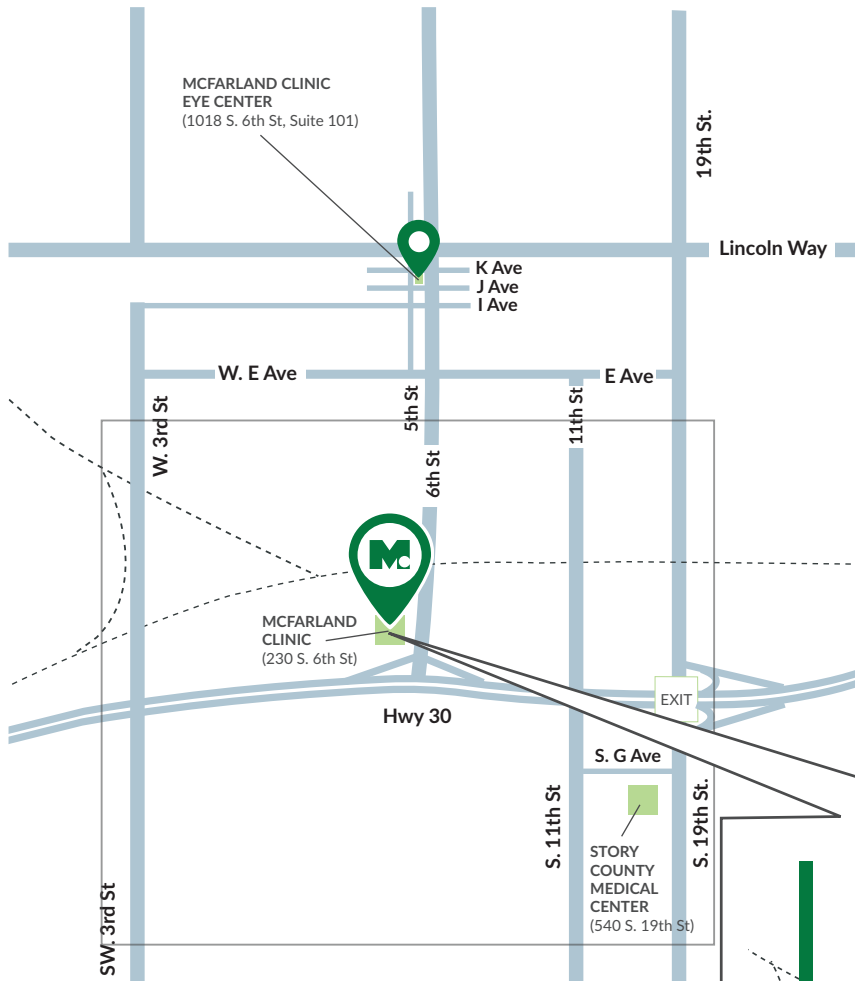 MCFARLAND CLINIC
EYE CENTER
(1018 S. 6th St, Suite 101)
19th St.
Lincoln Way
K Ave
J Ave
I Ave
W. E Ave
E Ave
W. 3rd St
5th St
11th St
6th St
M.
MCFARLAND
CLINIC
(230 S. 6th St)
EXIT
Hwy 30
S. G Ave
S. 11th St
S. 19th St.
STORY
COUNTY
MEDICAL
CENTER
(540 S. 19th St)
SW. 3rd St